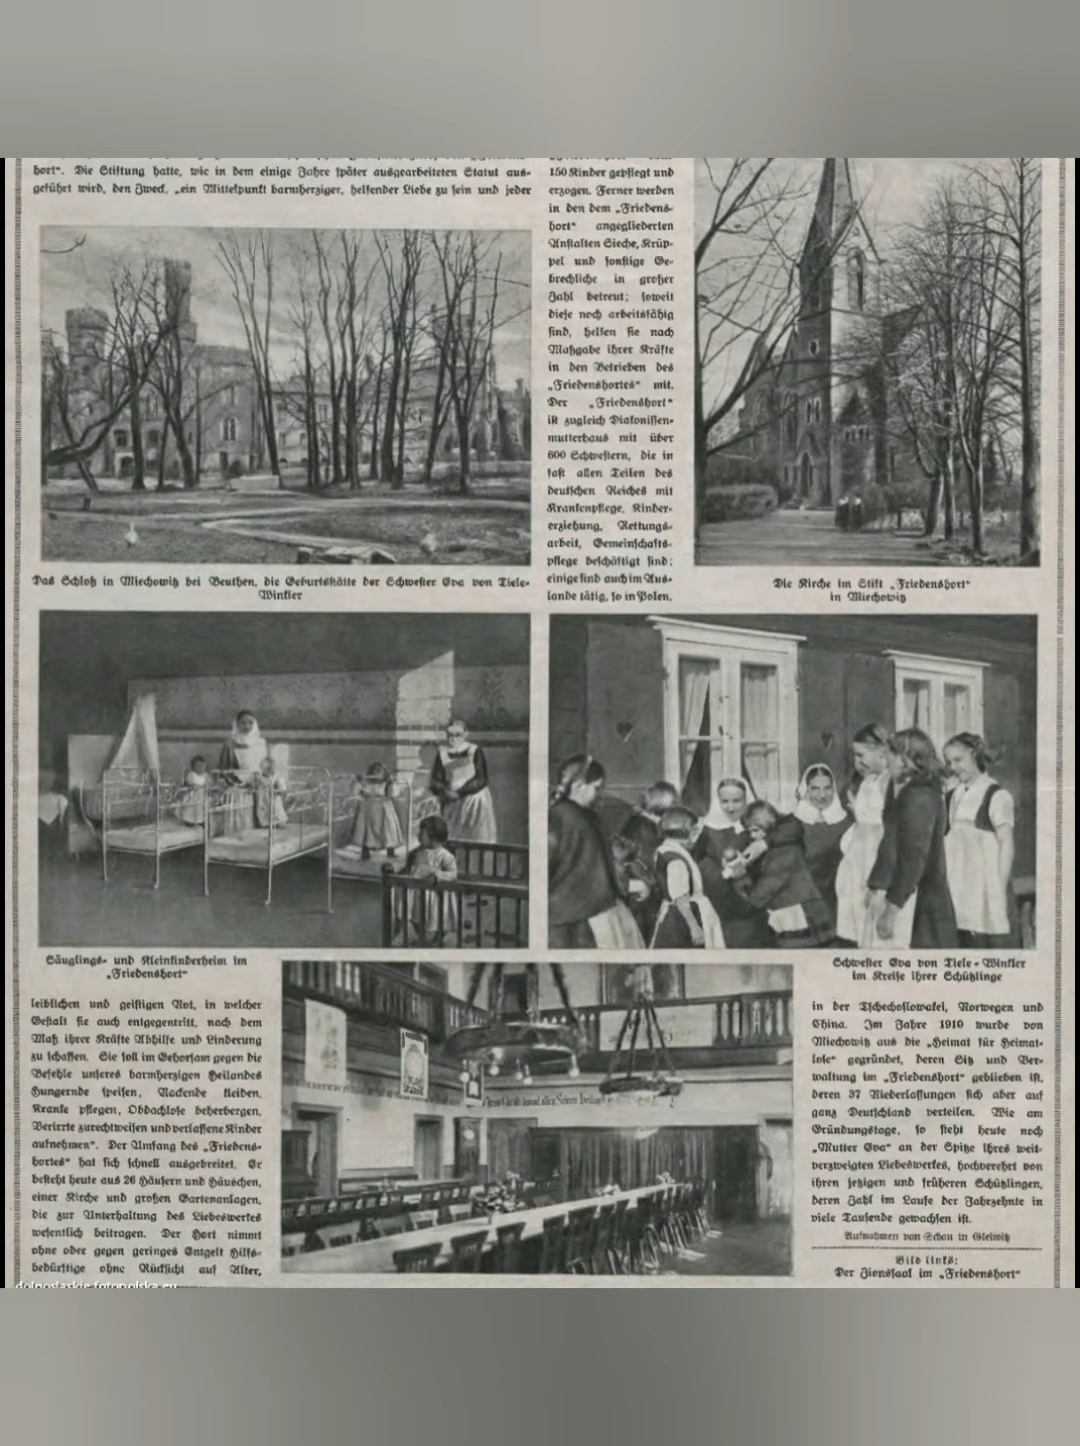 hort“. Die Stiftung hatte, wie in dem einige Jahre später ausgearbeiteten Statut aus-
geführt wird, den Zweck, „ein Mittelpunkt barmherziger, helfender Liebe zu sein und jeder
Das Schloß in Miechowitz bei Beuthen, die Geburtsstätte der Schwester Eva von Tiele-
Winkler
Säuglings- und Kleinkinderheim im
„Friedenshort“
leiblichen und geistigen Not, in welcher
Gestalt sie auch entgegentritt, nach dem
Maß ihrer Kräfte Abhilfe und Linderung
zu schaffen. Sie soll im Gehorsam gegen die
Befehle unseres barmherzigen Heilandes
Hungernde speisen, Nackende kleiden,
Kranke pflegen, Obdachlose beherbergen,
Verirrte zurechtweisen und verlassene Kinder
aufnehmen“. Der Umfang des „Friedens-
hortes“ hat sich schnell ausgebreitet. Er
besteht heute aus 26 Häusern und Häuschen,
einer Kirche und großen Gartenanlagen,
die zur Unterhaltung des Liebeswerkes
wesentlich beitragen. Der Hort nimmt
ohne oder gegen geringes Entgelt Hilfs-
bedürftige ohne Rücksicht auf Alter,
150 Kinder gepflegt und
erzogen. Ferner werden
in den dem „Friedens-
hort“ angegliederten
Anstalten Sieche, Krüp-
pel und sonstige Ge-
brechliche in großer
Zahl betreut; soweit
diese noch arbeitsfähig
sind, helfen sie nach
Maßgabe ihrer Kräfte
in den Betrieben des
„Friedenshortes“ mit.
Der „Friedenshort“
ist zugleich Diakonissen-
mutterhaus mit über
600 Schwestern, die in
fast allen Teilen des
deutschen Reiches mit
Krankenpflege, Kinder-
erziehung, Rettungs-
arbeit, Gemeinschafts-
pflege beschäftigt sind;
einige sind auch im Aus-
lande tätig, so in Polen,
Die Kirche im Stift „Friedenshort“
in Miechowitz
Schwester Eva von Tiele-Winkler
im Kreise ihrer Schützlinge
in der Tschechoslowakei, Norwegen und
China. Im Jahre 1910 wurde von
Miechowitz aus die „Heimat für Heimat-
lose“ gegründet, deren Sitz und Ver-
waltung im „Friedenshort“ geblieben ist,
deren 37 Niederlassungen sich aber auf
ganz Deutschland verteilen. Wie am
Gründungstage, so steht heute noch
„Mutter Eva“ an der Spitze ihres weit-
verzweigten Liebeswerkes, hochverehrt von
ihren jetzigen und früheren Schützlingen,
deren Zahl im Laufe der Jahrzehnte in
viele Tausende gewachsen ist.
Aufnahmen von Schon in Gleiwitz
Bild links:
Der Zionssaal im „Friedenshort“
dolnoslaskie.fotopolska.eu